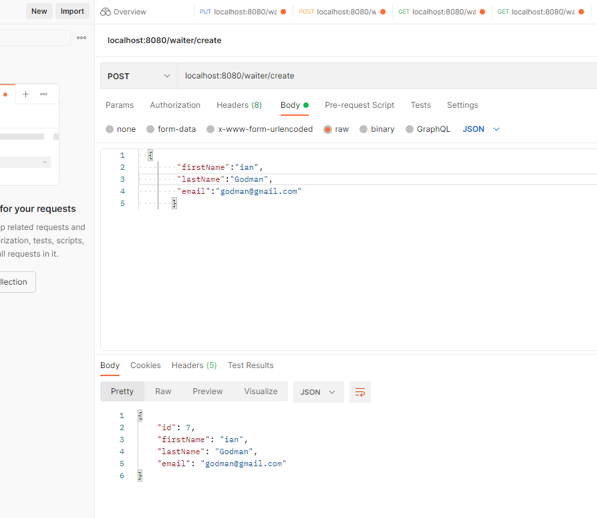 New Import
Overview
PUT localhost:8080/wa
POST localhost:8080/wa
GET localhost:8080/wa
GET localhost:8080/wa
localhost:8080/waiter/create
POST localhost:8080/waiter/create
Params Authorization Headers (8) Body Pre-request Script Tests Settings
none form-data x-www-form-urlencoded raw binary GraphQL JSON
1 {
2 "firstName":"ian",
3 "lastName":"Godman",
4 "email":"godman@gmail.com"
5 }
for your requests
p related requests and
rization, tests, scripts,
all requests in it.
llection
Body Cookies Headers (5) Test Results
Pretty Raw Preview Visualize JSON
1 {
2 "id": 7,
3 "firstName": "ian",
4 "lastName": "Godman",
5 "email": "godman@gmail.com"
6 }